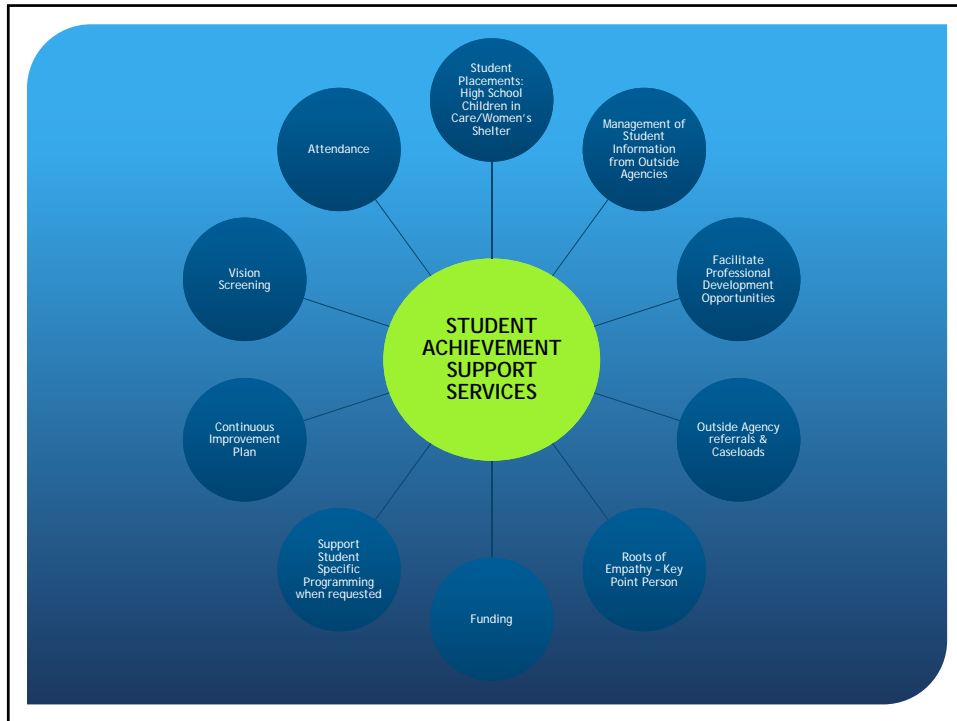 Student
Placements:
High School
Children in
Care/Women's
Shelter
Management of
Student
Information
from Outside
Agencies
Facilitate
Professional
Development
Opportunities
Outside Agency
referrals &
Caseloads
Roots of
Empathy - Key
Point Person
Funding
Support
Student
Specific
Programming
when requested
Continuous
Improvement
Plan
Vision
Screening
Attendance
STUDENT
ACHIEVEMENT
SUPPORT
SERVICES